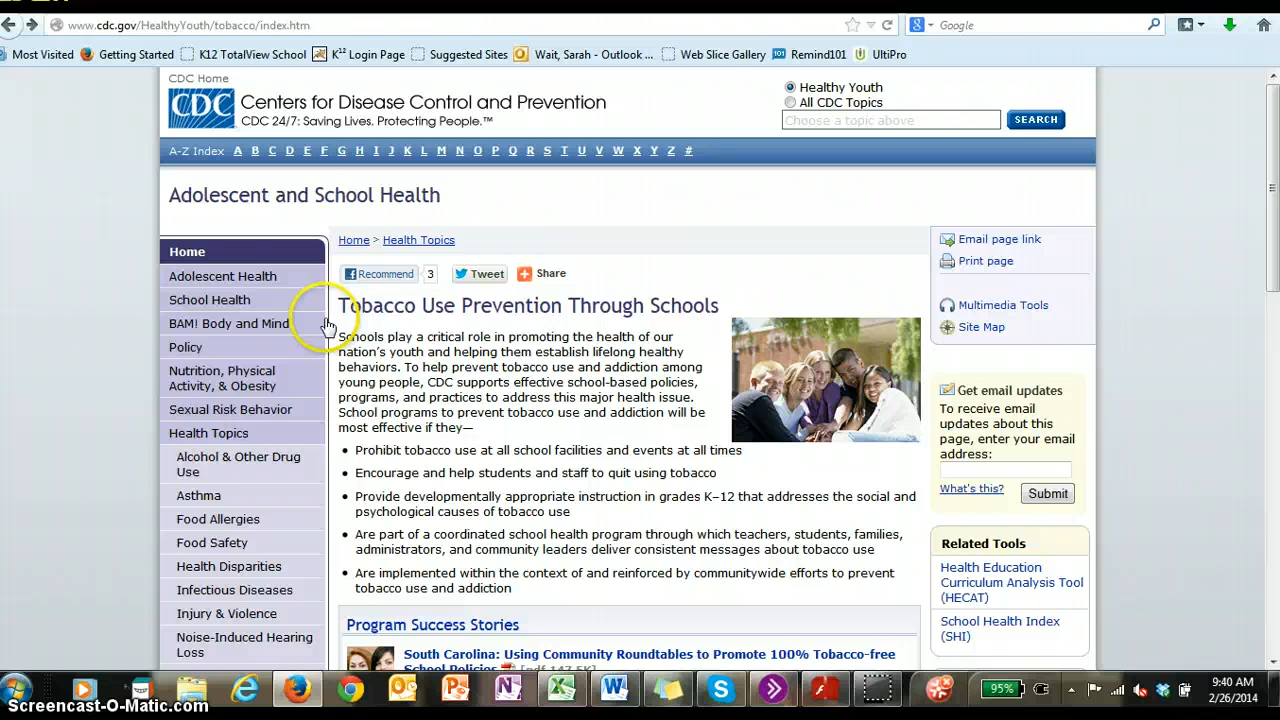 www.cdc.gov/HealthyYouth/tobacco/index.htm
Google
Most Visited Getting Started K12 TotalView School K¹² Login Page Suggested Sites Wait, Sarah - Outlook ... Web Slice Gallery Remind101 UltiPro
CDC Home
CDC Centers for Disease Control and Prevention
CDC 24/7: Saving Lives. Protecting People.™
Healthy Youth
All CDC Topics
Choose a topic above
SEARCH
A-Z Index A B C D E F G H I J K L M N O P Q R S T U V W X Y Z #
Adolescent and School Health
Home
Adolescent Health
School Health
BAM! Body and Mind
Policy
Nutrition, Physical
Activity, & Obesity
Sexual Risk Behavior
Health Topics
Alcohol & Other Drug
Use
Asthma
Food Allergies
Food Safety
Health Disparities
Infectious Diseases
Injury & Violence
Noise-Induced Hearing
Loss
Home > Health Topics
Recommend 3 Tweet Share
Tobacco Use Prevention Through Schools
Schools play a critical role in promoting the health of our
nation's youth and helping them establish lifelong healthy
behaviors. To help prevent tobacco use and addiction among
young people, CDC supports effective school-based policies,
programs, and practices to address this major health issue.
School programs to prevent tobacco use and addiction will be
most effective if they—
• Prohibit tobacco use at all school facilities and events at all times
• Encourage and help students and staff to quit using tobacco
• Provide developmentally appropriate instruction in grades K–12 that addresses the social and
psychological causes of tobacco use
• Are part of a coordinated school health program through which teachers, students, families,
administrators, and community leaders deliver consistent messages about tobacco use
• Are implemented within the context of and reinforced by communitywide efforts to prevent
tobacco use and addiction
Program Success Stories
South Carolina: Using Community Roundtables to Promote 100% Tobacco-free
School Policies [pdf 147.5K]
Email page link
Print page
Multimedia Tools
Site Map
Get email updates
To receive email
updates about this
page, enter your email
address:
What's this? Submit
Related Tools
Health Education
Curriculum Analysis Tool
(HECAT)
School Health Index
(SHI)
95%
9:40 AM
2/26/2014
Screencast-O-Matic.com